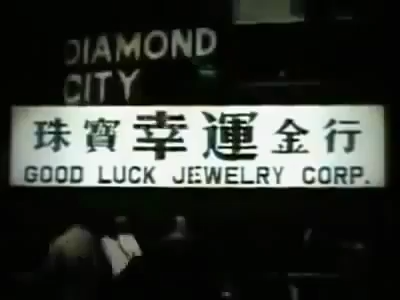 DIAMOND
CITY
珠寶幸運金行
GOOD LUCK JEWELRY CORP.